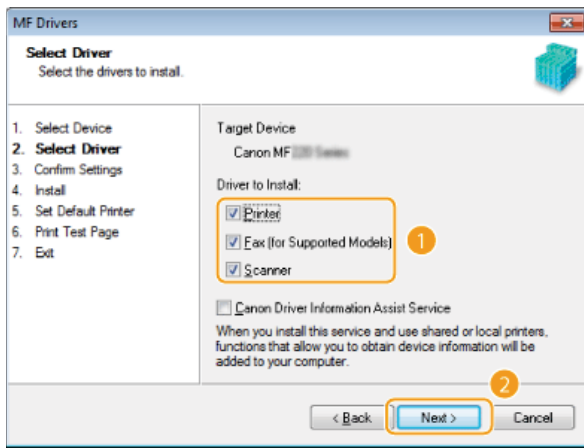 MF Drivers
Select Driver
Select the drivers to install.
1. Select Device
2. Select Driver
3. Confirm Settings
4. Install
5. Set Default Printer
6. Print Test Page
7. Exit
Target Device
Canon MF
Driver to Install:
Printer
Fax (for Supported Models)
Scanner
1
Canon Driver Information Assist Service
When you install this service and use shared or local printers,
functions that allow you to obtain device information will be
added to your computer.
2
< Back
Next >
Cancel